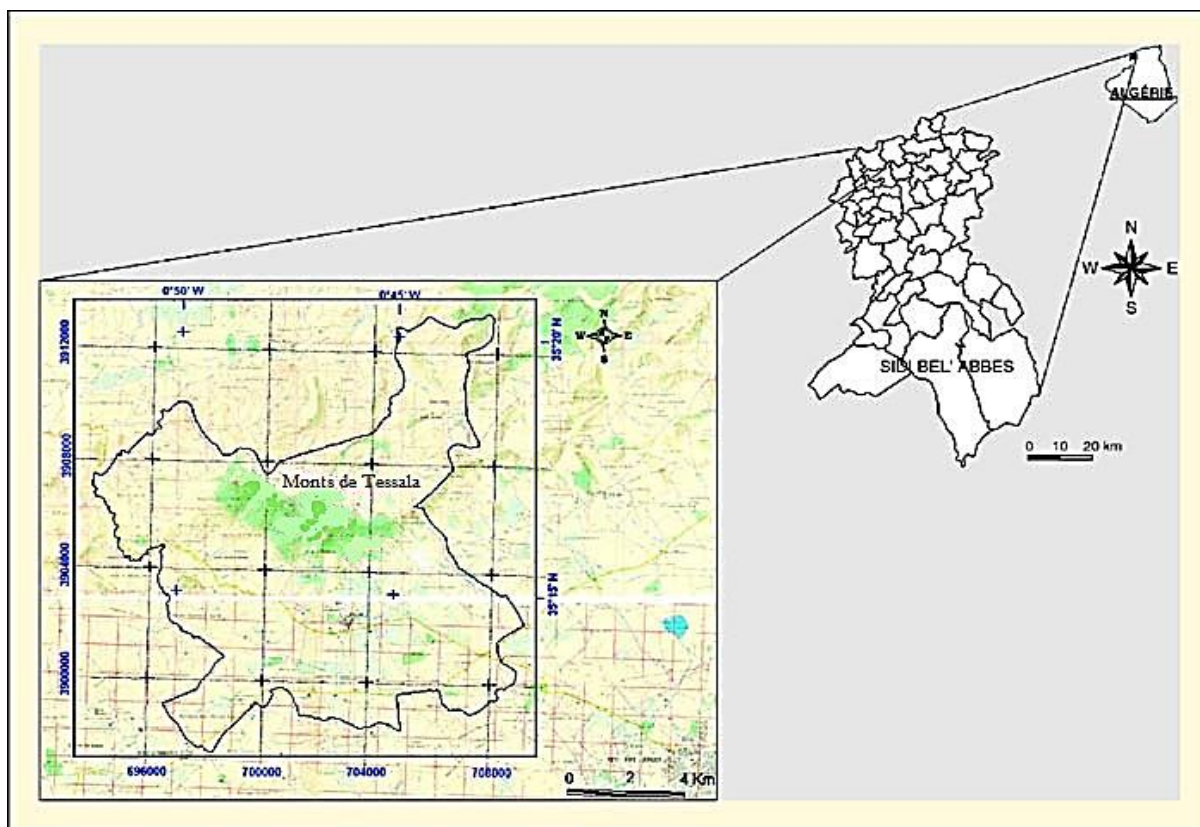 ALGÉRIE
N
W E
S
SIDI BEL' ABBES
0 10 20 km
0°50' W 0°45' W
N
W E
S
3912000
35°20' N
3908000
Monts de Tessala
3904000
35°15' N
3900000
696000 700000 704000 708000
0 2 4 Km